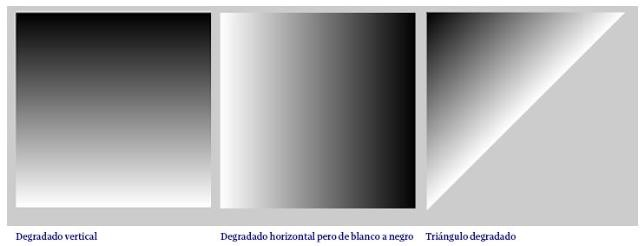 Degradado vertical
Degradado horizontal pero de blanco a negro
Triángulo degradado